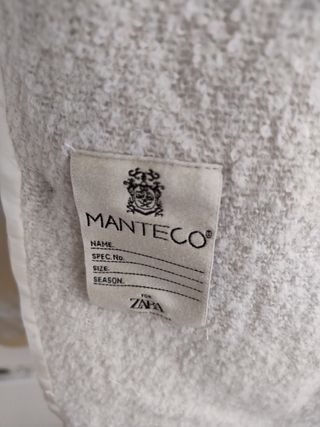 MANTECO®
NAME.
SPEC. No.
SIZE.
SEASON.
FOR
ZARA